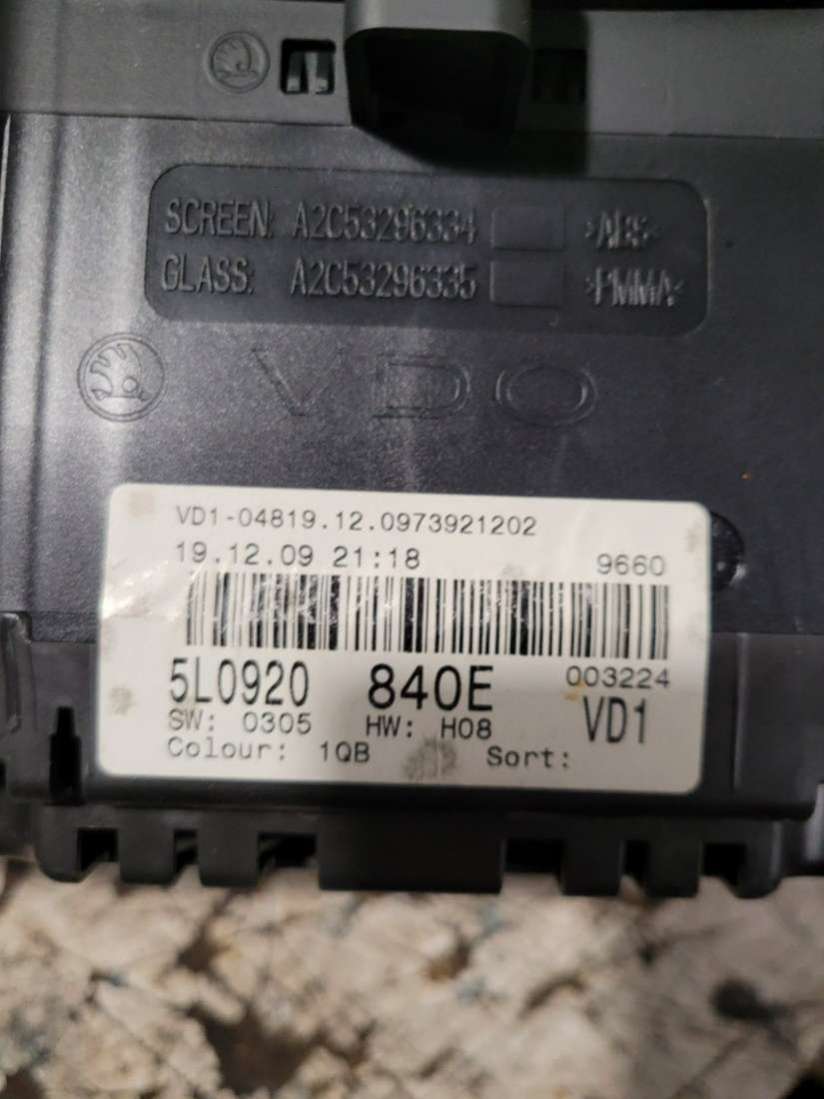 SCREEN: A2C53296334 >ABS<
GLASS: A2C53296335 >PMMA<
VDO
VD1-04819.12.0973921202
19.12.09 21:18 9660
5L0920 840E 003224
SW: 0305 HW: H08 VD1
Colour: 1QB Sort: